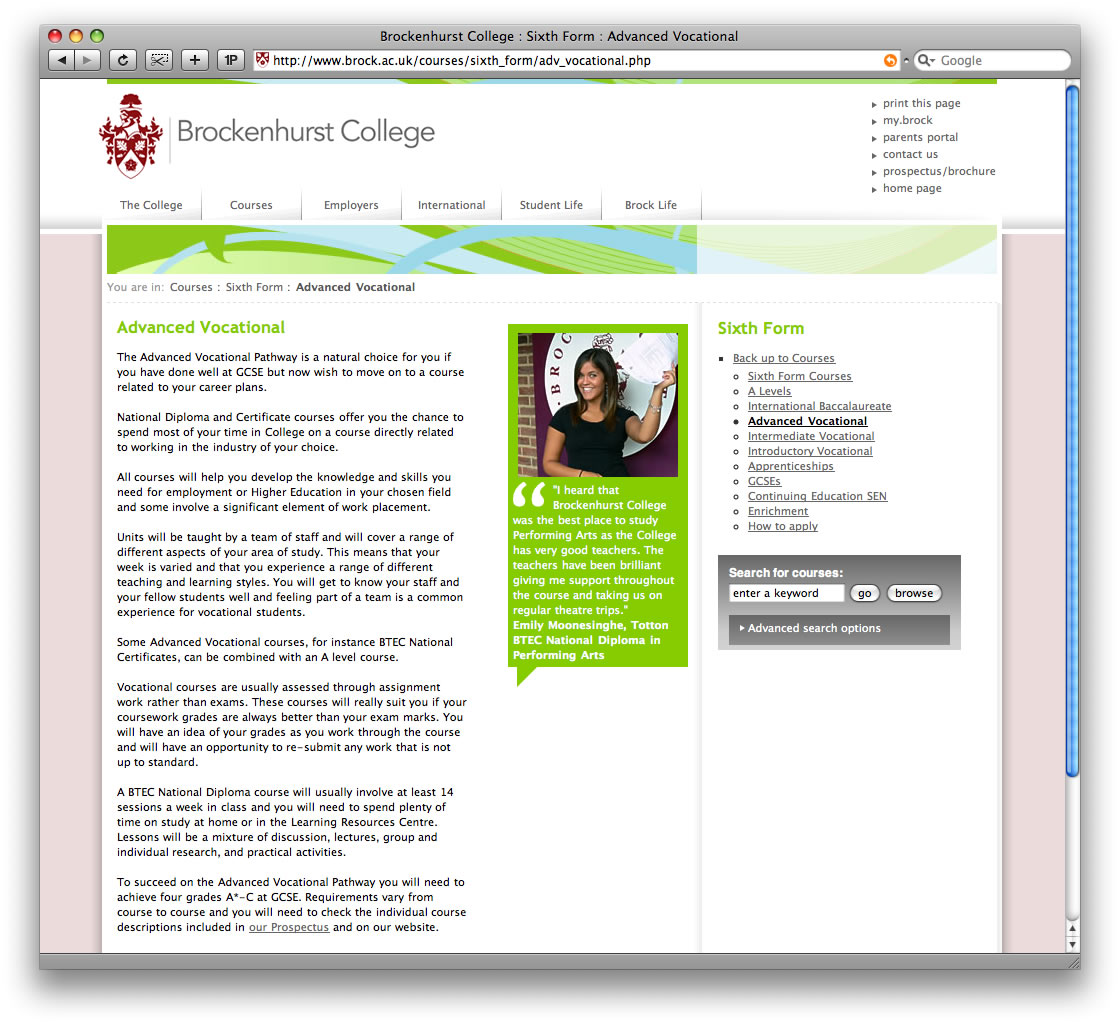 Brockenhurst College : Sixth Form : Advanced Vocational
1P
http://www.brock.ac.uk/courses/sixth_form/adv_vocational.php
Google
Brockenhurst College
print this page
my.brock
parents portal
contact us
prospectus/brochure
home page
The College
Courses
Employers
International
Student Life
Brock Life
You are in: Courses : Sixth Form : Advanced Vocational
Advanced Vocational
The Advanced Vocational Pathway is a natural choice for you if
you have done well at GCSE but now wish to move on to a course
related to your career plans.
National Diploma and Certificate courses offer you the chance to
spend most of your time in College on a course directly related
to working in the industry of your choice.
All courses will help you develop the knowledge and skills you
need for employment or Higher Education in your chosen field
and some involve a significant element of work placement.
Units will be taught by a team of staff and will cover a range of
different aspects of your area of study. This means that your
week is varied and that you experience a range of different
teaching and learning styles. You will get to know your staff and
your fellow students well and feeling part of a team is a common
experience for vocational students.
Some Advanced Vocational courses, for instance BTEC National
Certificates, can be combined with an A level course.
Vocational courses are usually assessed through assignment
work rather than exams. These courses will really suit you if your
coursework grades are always better than your exam marks. You
will have an idea of your grades as you work through the course
and will have an opportunity to re-submit any work that is not
up to standard.
A BTEC National Diploma course will usually involve at least 14
sessions a week in class and you will need to spend plenty of
time on study at home or in the Learning Resources Centre.
Lessons will be a mixture of discussion, lectures, group and
individual research, and practical activities.
To succeed on the Advanced Vocational Pathway you will need to
achieve four grades A*-C at GCSE. Requirements vary from
course to course and you will need to check the individual course
descriptions included in our Prospectus and on our website.
BROC
"I heard that
Brockenhurst College
was the best place to study
Performing Arts as the College
has very good teachers. The
teachers have been brilliant
giving me support throughout
the course and taking us on
regular theatre trips."
Emily Moonesinghe, Totton
BTEC National Diploma in
Performing Arts
Sixth Form
Back up to Courses
Sixth Form Courses
A Levels
International Baccalaureate
Advanced Vocational
Intermediate Vocational
Introductory Vocational
Apprenticeships
GCSEs
Continuing Education SEN
Enrichment
How to apply
Search for courses:
enter a keyword
go
browse
Advanced search options